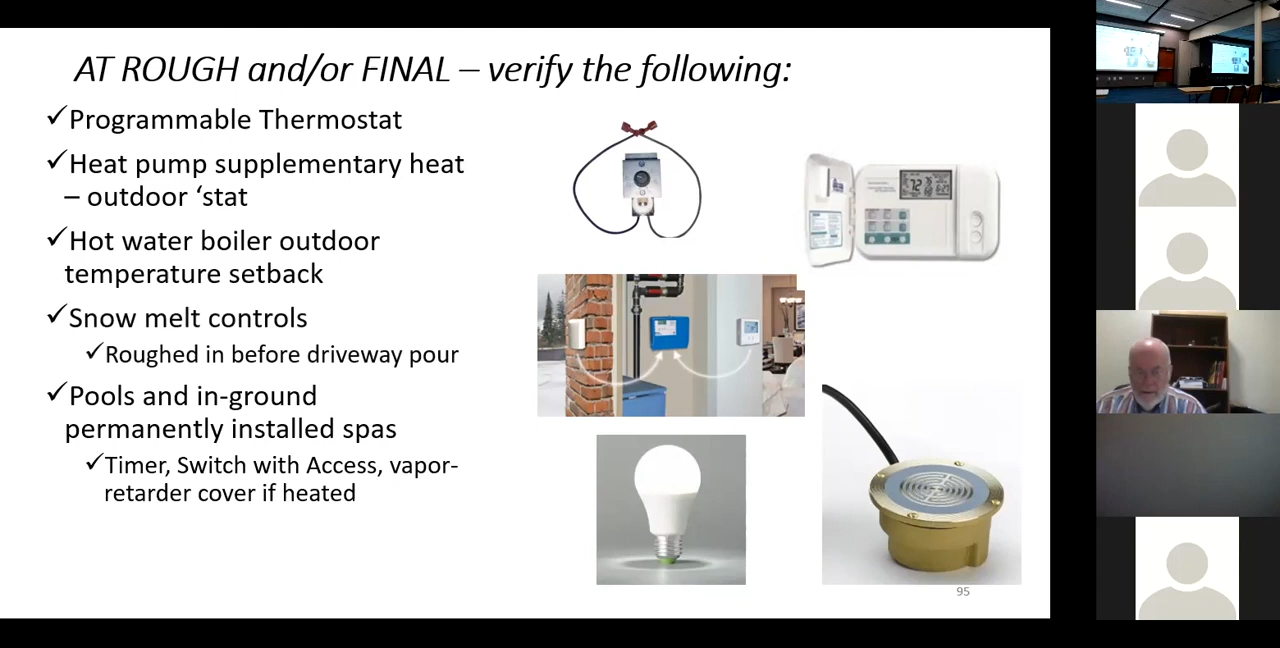 AT ROUGH and/or FINAL – verify the following:
✓Programmable Thermostat
✓Heat pump supplementary heat
– outdoor ‘stat
✓Hot water boiler outdoor
temperature setback
✓Snow melt controls
✓Roughed in before driveway pour
✓Pools and in-ground
permanently installed spas
✓Timer, Switch with Access, vapor-
retarder cover if heated
72
95